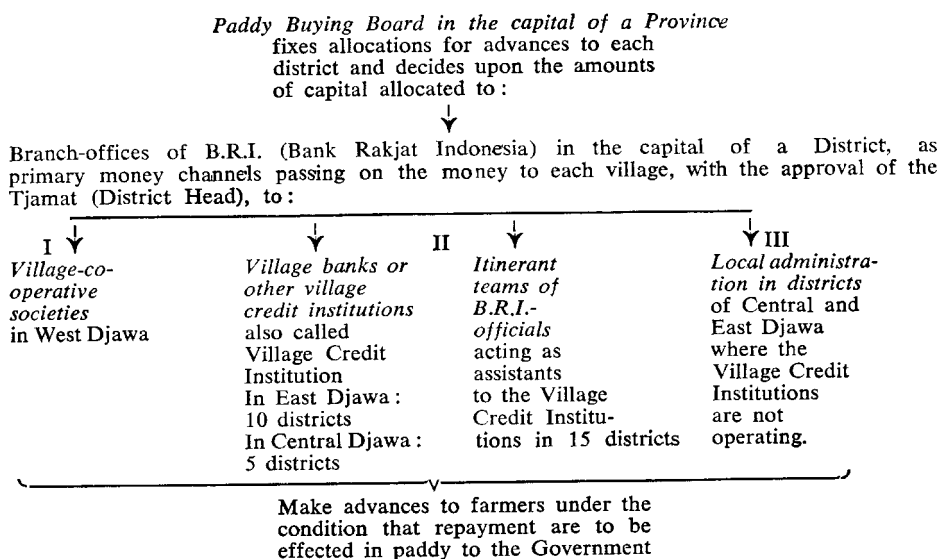 Paddy Buying Board in the capital of a Province
fixes allocations for advances to each
district and decides upon the amounts
of capital allocated to :
Branch-offices of B.R.I. (Bank Rakjat Indonesia) in the capital of a District, as
primary money channels passing on the money to each village, with the approval of the
Tjamat (District Head), to :
I
Village-co-
operative
societies
in West Djawa
II
Village banks or
other village
credit institutions
also called
Village Credit
Institution
In East Djawa :
10 districts
In Central Djawa :
5 districts
Itinerant
teams of
B.R.I.-
officials
acting as
assistants
to the Village
Credit Institu-
tions in 15 districts
III
Local administra-
tion in districts
of Central and
East Djawa
where the
Village Credit
Institutions
are not
operating.
Make advances to farmers under the
condition that repayment are to be
effected in paddy to the Government